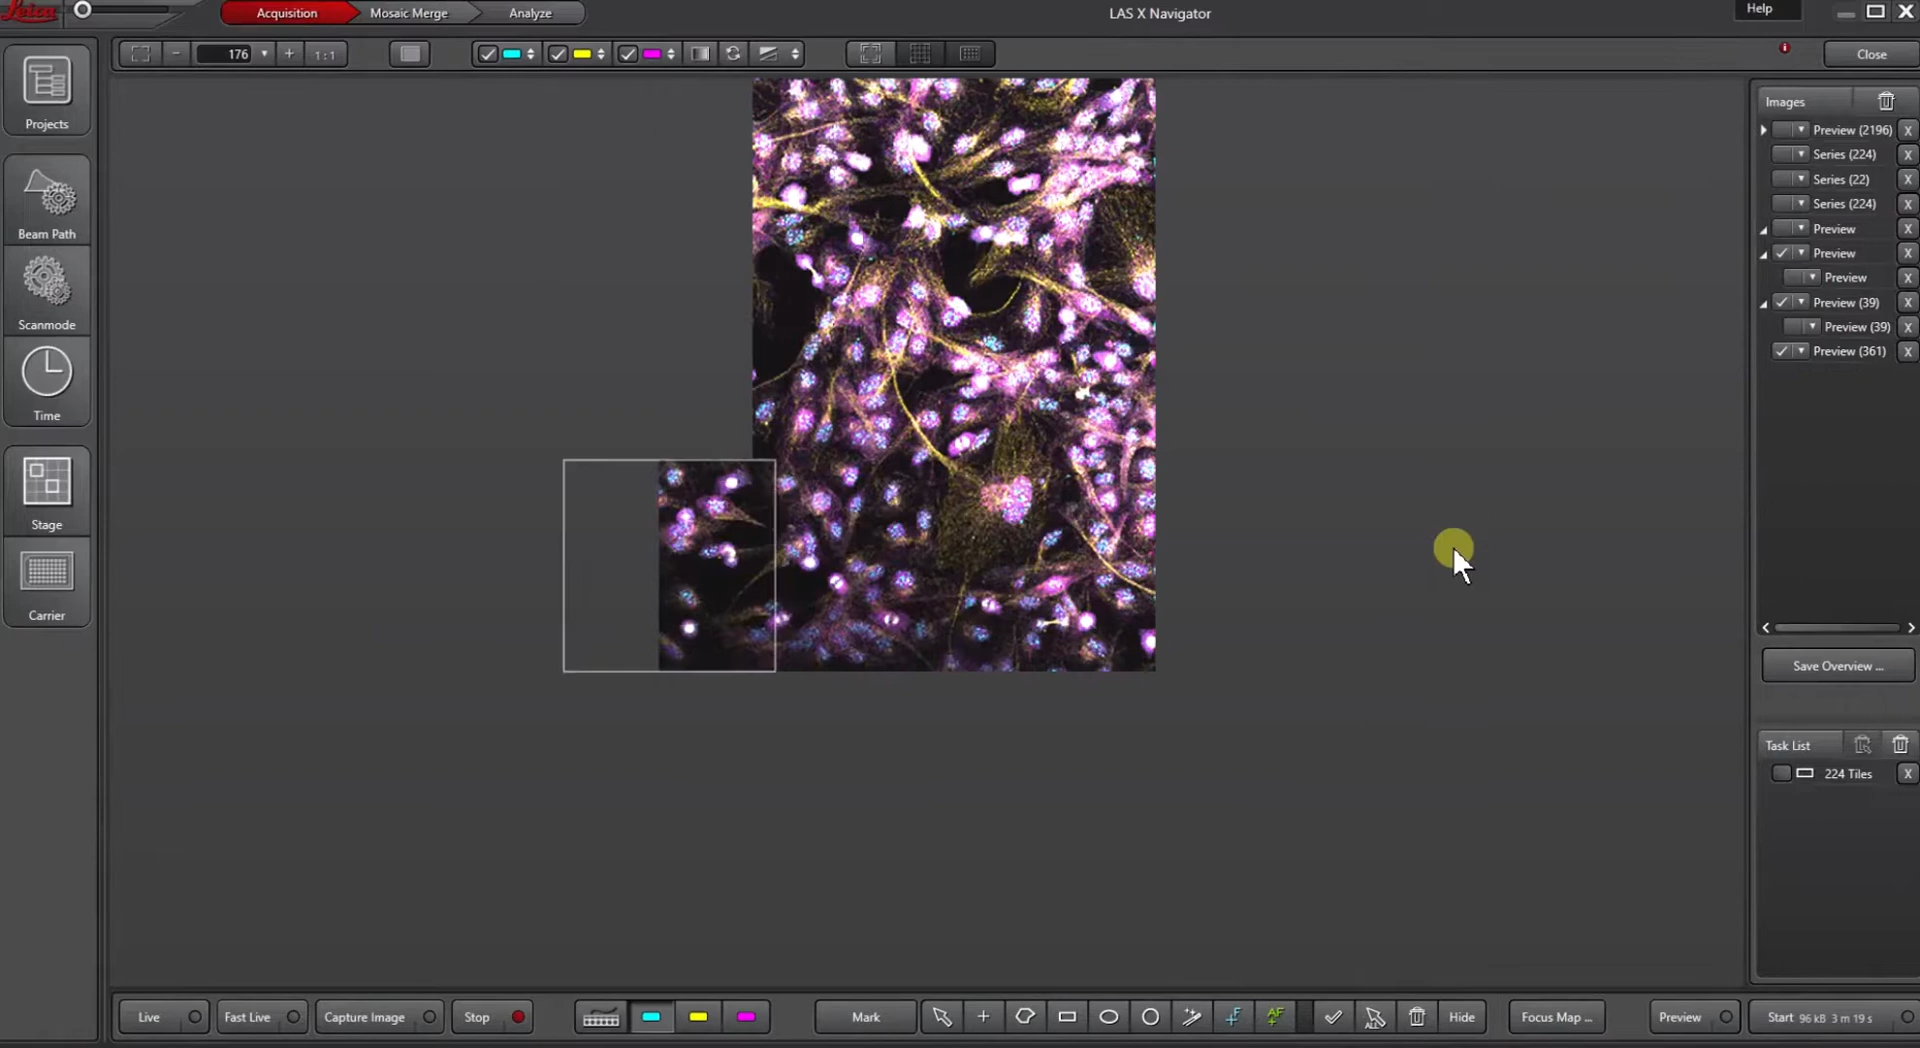 Leica
Acquisition
Mosaic Merge
Analyze
LAS X Navigator
Help
176
1:1
Close
Projects
Beam Path
Scanmode
Time
Stage
Carrier
Images
Preview (2196) X
Series (224) X
Series (22) X
Series (224) X
Preview X
Preview X
Preview X
Preview (39) X
Preview (39) X
Preview (361) X
Save Overview ...
Task List
224 Tiles X
Live
Fast Live
Capture Image
Stop
Mark
F
AF
ALL
Hide
Focus Map ...
Preview
Start 96 kB 3 m 19 s